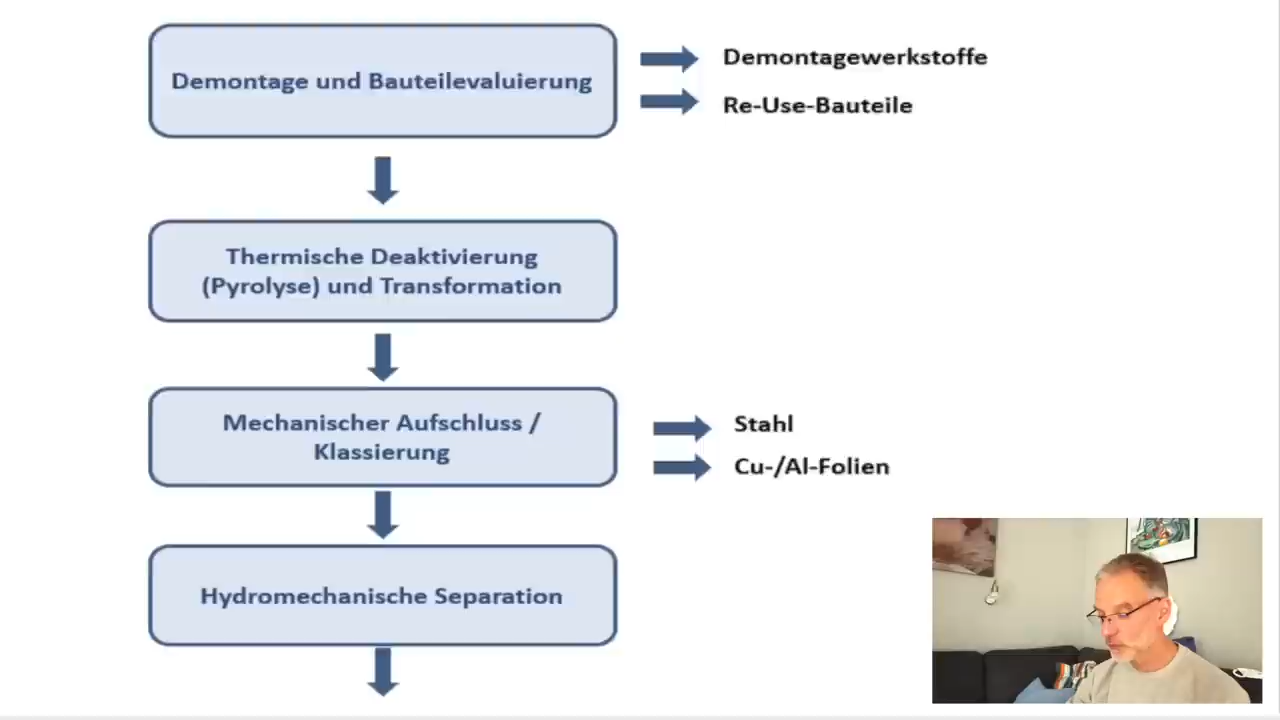 Demontage und Bauteilevaluierung
Demontagewerkstoffe
Re-Use-Bauteile
Thermische Deaktivierung
(Pyrolyse) und Transformation
Mechanischer Aufschluss /
Klassierung
Stahl
Cu-/Al-Folien
Hydromechanische Separation